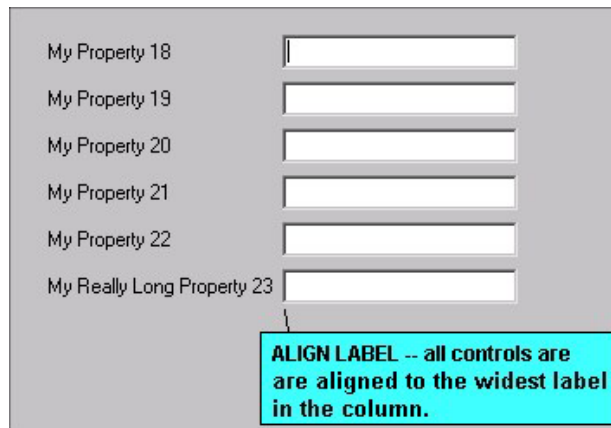 My Property 18
My Property 19
My Property 20
My Property 21
My Property 22
My Really Long Property 23
ALIGN LABEL -- all controls are
are aligned to the widest label
in the column.